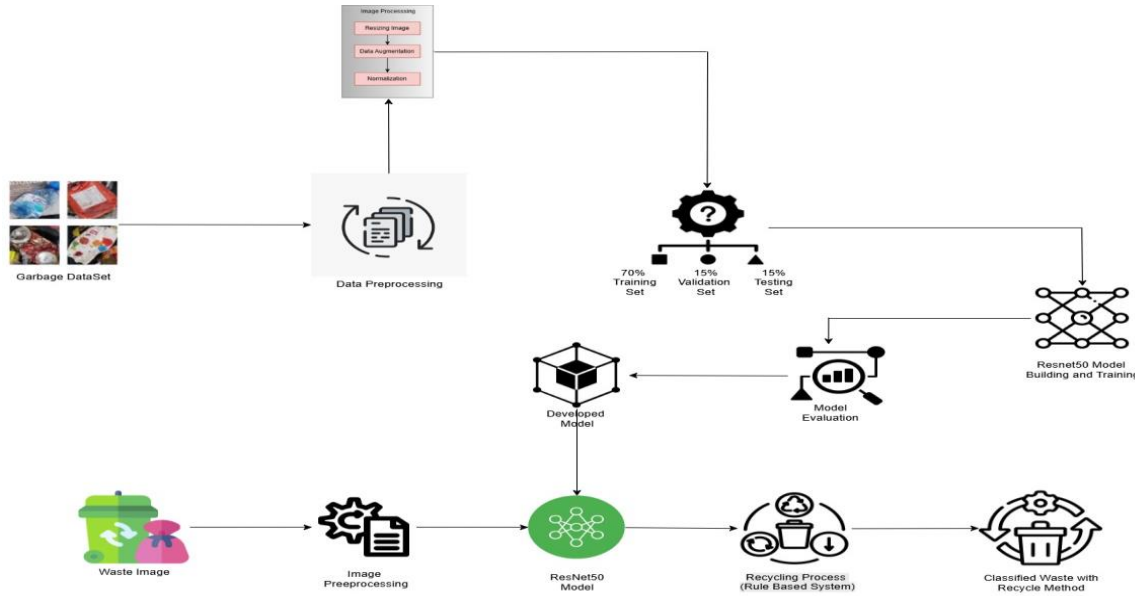 Image Processsing
Resizing Image
Data Augmentation
Normalization
Garbage DataSet
Data Preprocessing
?
70%
Training
Set
15%
Validation
Set
15%
Testing
Set
Resnet50 Model
Building and Training
Model
Evaluation
Developed
Model
Waste Image
Image
Preeprocessing
ResNet50
Model
Recycling Process
(Rule Based System)
Classified Waste with
Recycle Method